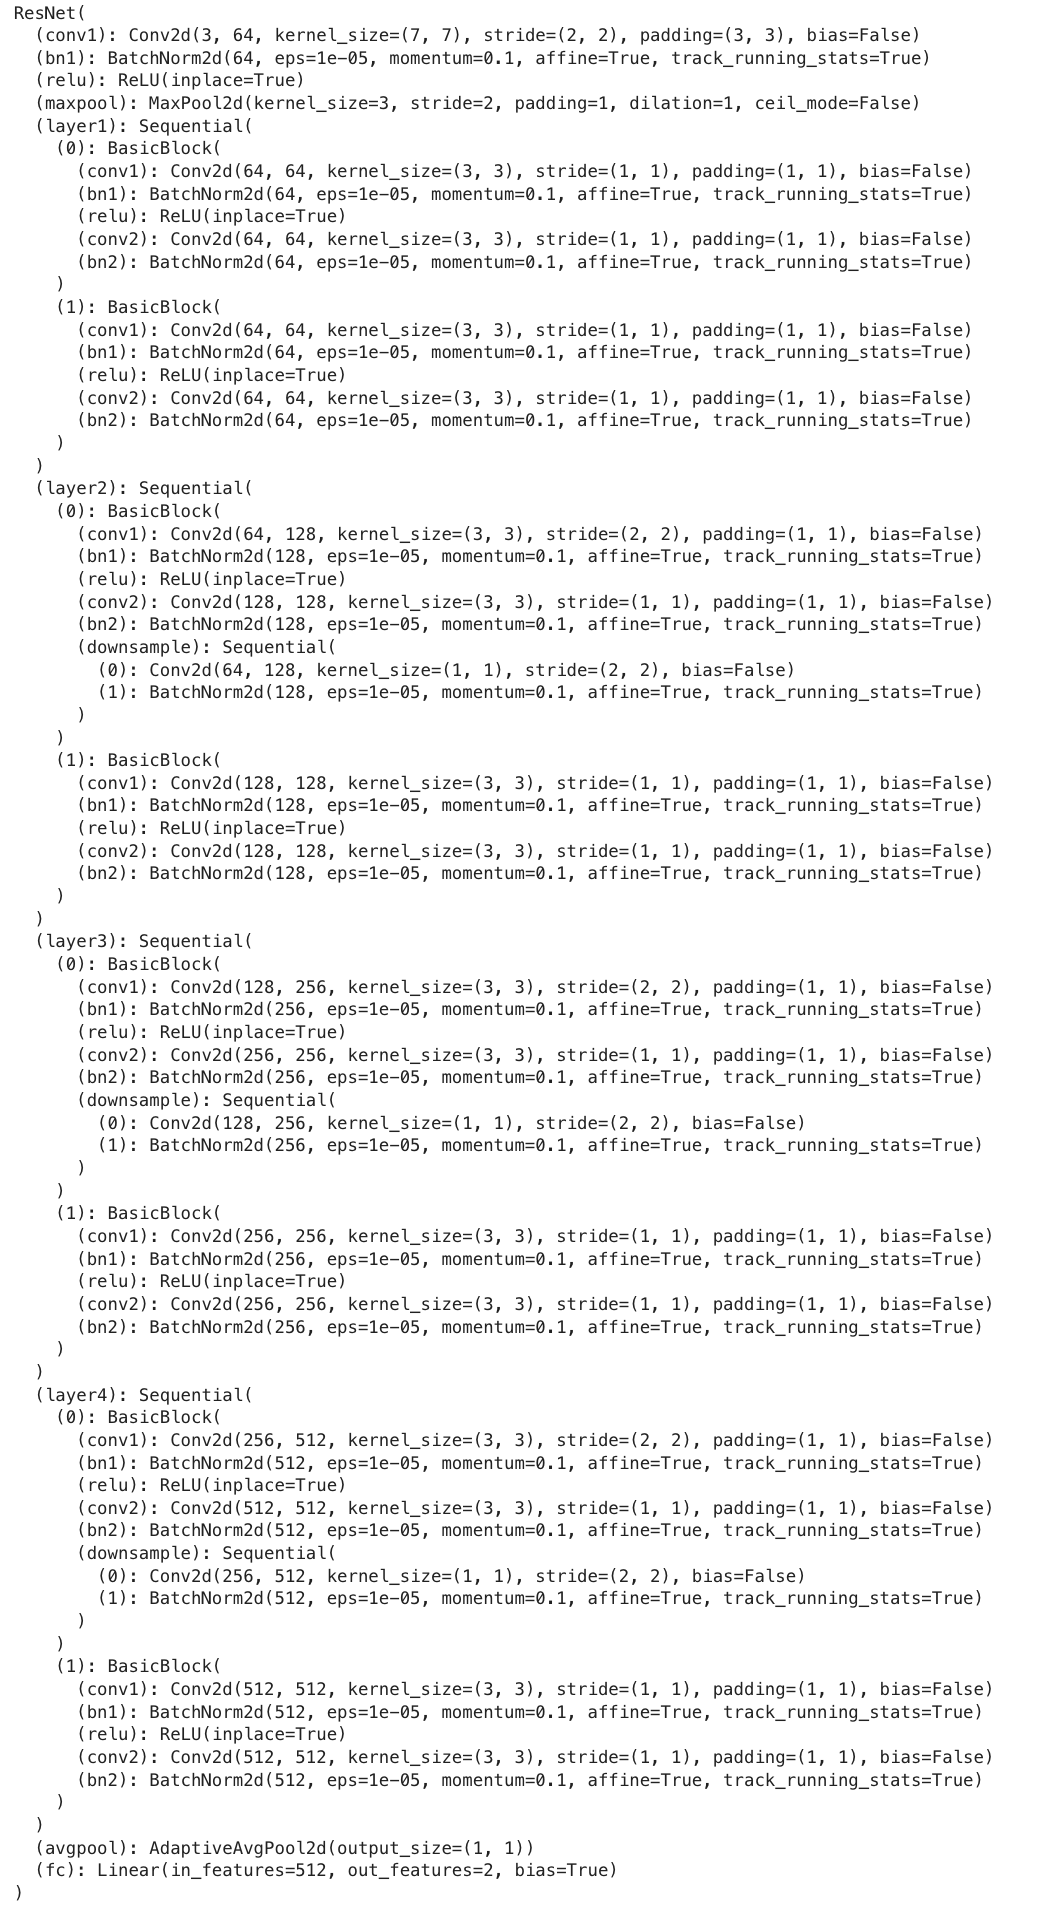 ResNet(
  (conv1): Conv2d(3, 64, kernel_size=(7, 7), stride=(2, 2), padding=(3, 3), bias=False)
  (bn1): BatchNorm2d(64, eps=1e-05, momentum=0.1, affine=True, track_running_stats=True)
  (relu): ReLU(inplace=True)
  (maxpool): MaxPool2d(kernel_size=3, stride=2, padding=1, dilation=1, ceil_mode=False)
  (layer1): Sequential(
    (0): BasicBlock(
      (conv1): Conv2d(64, 64, kernel_size=(3, 3), stride=(1, 1), padding=(1, 1), bias=False)
      (bn1): BatchNorm2d(64, eps=1e-05, momentum=0.1, affine=True, track_running_stats=True)
      (relu): ReLU(inplace=True)
      (conv2): Conv2d(64, 64, kernel_size=(3, 3), stride=(1, 1), padding=(1, 1), bias=False)
      (bn2): BatchNorm2d(64, eps=1e-05, momentum=0.1, affine=True, track_running_stats=True)
    )
    (1): BasicBlock(
      (conv1): Conv2d(64, 64, kernel_size=(3, 3), stride=(1, 1), padding=(1, 1), bias=False)
      (bn1): BatchNorm2d(64, eps=1e-05, momentum=0.1, affine=True, track_running_stats=True)
      (relu): ReLU(inplace=True)
      (conv2): Conv2d(64, 64, kernel_size=(3, 3), stride=(1, 1), padding=(1, 1), bias=False)
      (bn2): BatchNorm2d(64, eps=1e-05, momentum=0.1, affine=True, track_running_stats=True)
    )
  )
  (layer2): Sequential(
    (0): BasicBlock(
      (conv1): Conv2d(64, 128, kernel_size=(3, 3), stride=(2, 2), padding=(1, 1), bias=False)
      (bn1): BatchNorm2d(128, eps=1e-05, momentum=0.1, affine=True, track_running_stats=True)
      (relu): ReLU(inplace=True)
      (conv2): Conv2d(128, 128, kernel_size=(3, 3), stride=(1, 1), padding=(1, 1), bias=False)
      (bn2): BatchNorm2d(128, eps=1e-05, momentum=0.1, affine=True, track_running_stats=True)
      (downsample): Sequential(
        (0): Conv2d(64, 128, kernel_size=(1, 1), stride=(2, 2), bias=False)
        (1): BatchNorm2d(128, eps=1e-05, momentum=0.1, affine=True, track_running_stats=True)
      )
    )
    (1): BasicBlock(
      (conv1): Conv2d(128, 128, kernel_size=(3, 3), stride=(1, 1), padding=(1, 1), bias=False)
      (bn1): BatchNorm2d(128, eps=1e-05, momentum=0.1, affine=True, track_running_stats=True)
      (relu): ReLU(inplace=True)
      (conv2): Conv2d(128, 128, kernel_size=(3, 3), stride=(1, 1), padding=(1, 1), bias=False)
      (bn2): BatchNorm2d(128, eps=1e-05, momentum=0.1, affine=True, track_running_stats=True)
    )
  )
  (layer3): Sequential(
    (0): BasicBlock(
      (conv1): Conv2d(128, 256, kernel_size=(3, 3), stride=(2, 2), padding=(1, 1), bias=False)
      (bn1): BatchNorm2d(256, eps=1e-05, momentum=0.1, affine=True, track_running_stats=True)
      (relu): ReLU(inplace=True)
      (conv2): Conv2d(256, 256, kernel_size=(3, 3), stride=(1, 1), padding=(1, 1), bias=False)
      (bn2): BatchNorm2d(256, eps=1e-05, momentum=0.1, affine=True, track_running_stats=True)
      (downsample): Sequential(
        (0): Conv2d(128, 256, kernel_size=(1, 1), stride=(2, 2), bias=False)
        (1): BatchNorm2d(256, eps=1e-05, momentum=0.1, affine=True, track_running_stats=True)
      )
    )
    (1): BasicBlock(
      (conv1): Conv2d(256, 256, kernel_size=(3, 3), stride=(1, 1), padding=(1, 1), bias=False)
      (bn1): BatchNorm2d(256, eps=1e-05, momentum=0.1, affine=True, track_running_stats=True)
      (relu): ReLU(inplace=True)
      (conv2): Conv2d(256, 256, kernel_size=(3, 3), stride=(1, 1), padding=(1, 1), bias=False)
      (bn2): BatchNorm2d(256, eps=1e-05, momentum=0.1, affine=True, track_running_stats=True)
    )
  )
  (layer4): Sequential(
    (0): BasicBlock(
      (conv1): Conv2d(256, 512, kernel_size=(3, 3), stride=(2, 2), padding=(1, 1), bias=False)
      (bn1): BatchNorm2d(512, eps=1e-05, momentum=0.1, affine=True, track_running_stats=True)
      (relu): ReLU(inplace=True)
      (conv2): Conv2d(512, 512, kernel_size=(3, 3), stride=(1, 1), padding=(1, 1), bias=False)
      (bn2): BatchNorm2d(512, eps=1e-05, momentum=0.1, affine=True, track_running_stats=True)
      (downsample): Sequential(
        (0): Conv2d(256, 512, kernel_size=(1, 1), stride=(2, 2), bias=False)
        (1): BatchNorm2d(512, eps=1e-05, momentum=0.1, affine=True, track_running_stats=True)
      )
    )
    (1): BasicBlock(
      (conv1): Conv2d(512, 512, kernel_size=(3, 3), stride=(1, 1), padding=(1, 1), bias=False)
      (bn1): BatchNorm2d(512, eps=1e-05, momentum=0.1, affine=True, track_running_stats=True)
      (relu): ReLU(inplace=True)
      (conv2): Conv2d(512, 512, kernel_size=(3, 3), stride=(1, 1), padding=(1, 1), bias=False)
      (bn2): BatchNorm2d(512, eps=1e-05, momentum=0.1, affine=True, track_running_stats=True)
    )
  )
  (avgpool): AdaptiveAvgPool2d(output_size=(1, 1))
  (fc): Linear(in_features=512, out_features=2, bias=True)
)